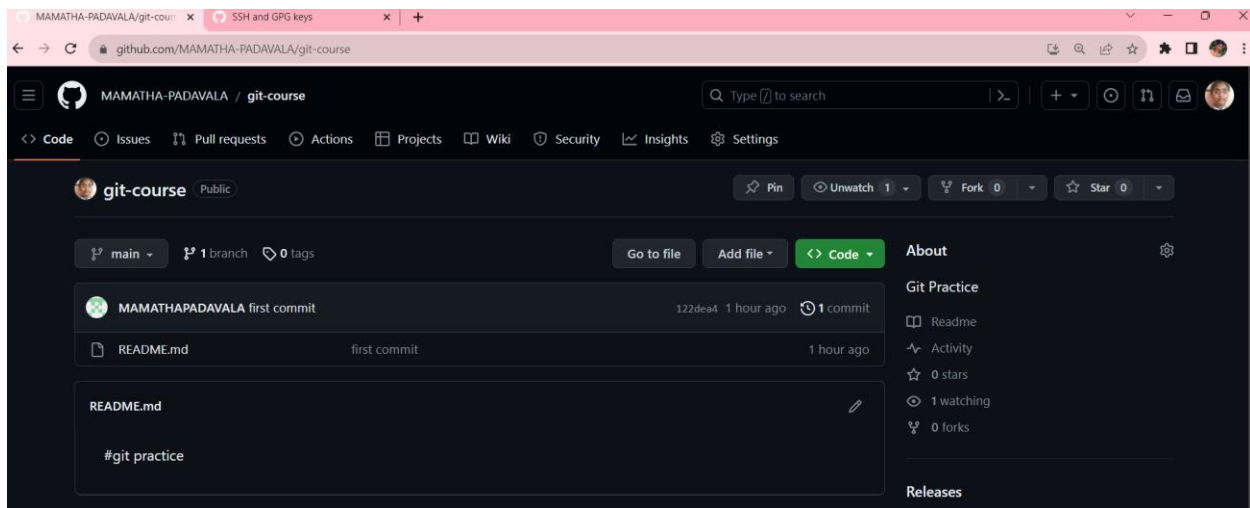 MAMATHA-PADAVALA/git-cour
SSH and GPG keys
github.com/MAMATHA-PADAVALA/git-course
MAMATHA-PADAVALA / git-course
Type / to search
<> Code Issues Pull requests Actions Projects Wiki Security Insights Settings
git-course Public
Pin Unwatch 1 Fork 0 Star 0
main 1 branch 0 tags
Go to file Add file <> Code
MAMATHAPADAVALA first commit 122dea4 1 hour ago 1 commit
README.md first commit 1 hour ago
README.md
#git practice
About
Git Practice
Readme
Activity
0 stars
1 watching
0 forks
Releases